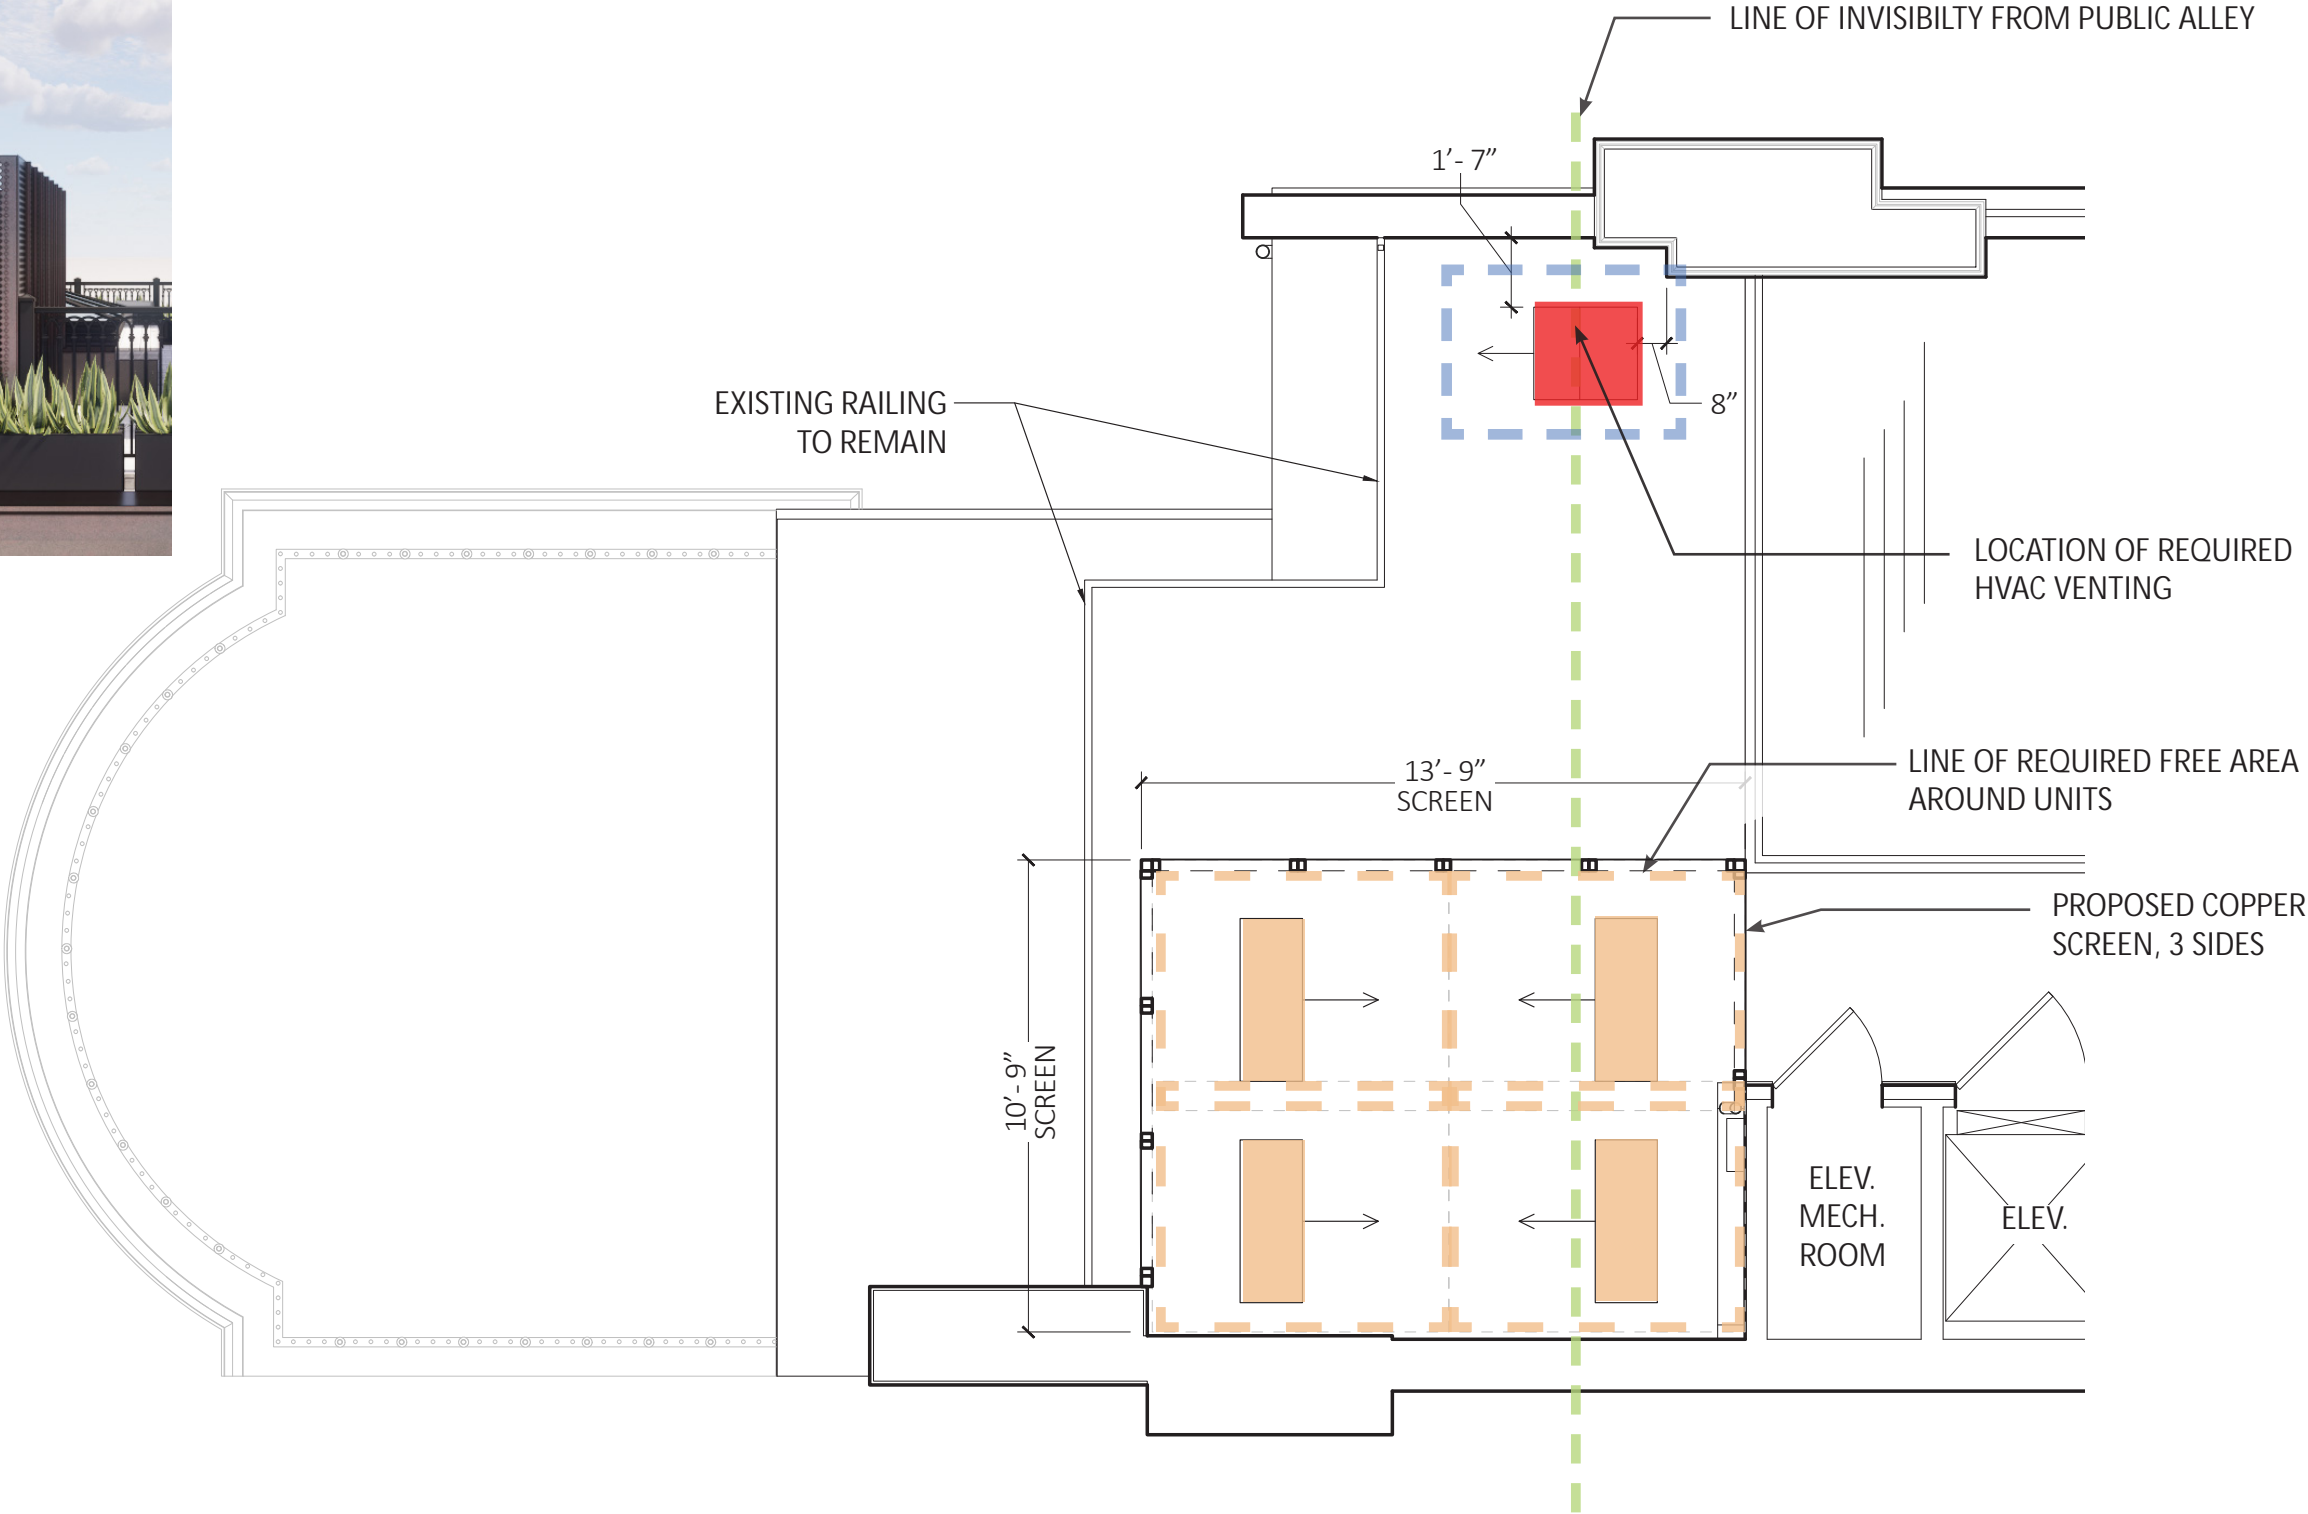 LINE OF INVISIBILTY FROM PUBLIC ALLEY
1'- 7"
EXISTING RAILING
TO REMAIN
8"
LOCATION OF REQUIRED
HVAC VENTING
13'- 9"
SCREEN
LINE OF REQUIRED FREE AREA
AROUND UNITS
PROPOSED COPPER
SCREEN, 3 SIDES
10'- 9"
SCREEN
ELEV.
MECH.
ROOM
ELEV.